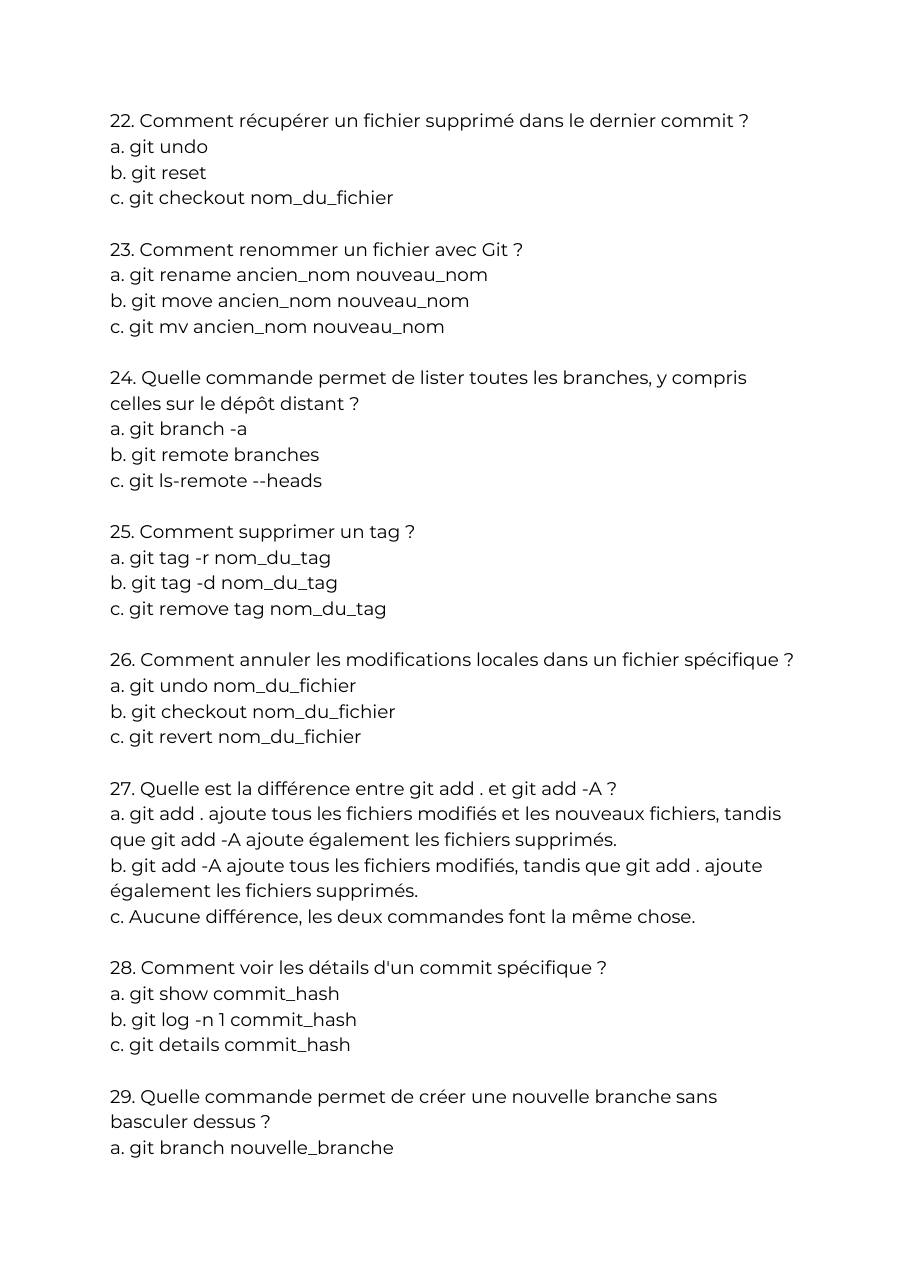 22. Comment récupérer un fichier supprimé dans le dernier commit ?
a. git undo
b. git reset
c. git checkout nom_du_fichier
23. Comment renommer un fichier avec Git ?
a. git rename ancien_nom nouveau_nom
b. git move ancien_nom nouveau_nom
c. git mv ancien_nom nouveau_nom
24. Quelle commande permet de lister toutes les branches, y compris
celles sur le dépôt distant ?
a. git branch -a
b. git remote branches
c. git ls-remote --heads
25. Comment supprimer un tag ?
a. git tag -r nom_du_tag
b. git tag -d nom_du_tag
c. git remove tag nom_du_tag
26. Comment annuler les modifications locales dans un fichier spécifique ?
a. git undo nom_du_fichier
b. git checkout nom_du_fichier
c. git revert nom_du_fichier
27. Quelle est la différence entre git add . et git add -A ?
a. git add . ajoute tous les fichiers modifiés et les nouveaux fichiers, tandis
que git add -A ajoute également les fichiers supprimés.
b. git add -A ajoute tous les fichiers modifiés, tandis que git add . ajoute
également les fichiers supprimés.
c. Aucune différence, les deux commandes font la même chose.
28. Comment voir les détails d'un commit spécifique ?
a. git show commit_hash
b. git log -n 1 commit_hash
c. git details commit_hash
29. Quelle commande permet de créer une nouvelle branche sans
basculer dessus ?
a. git branch nouvelle_branche